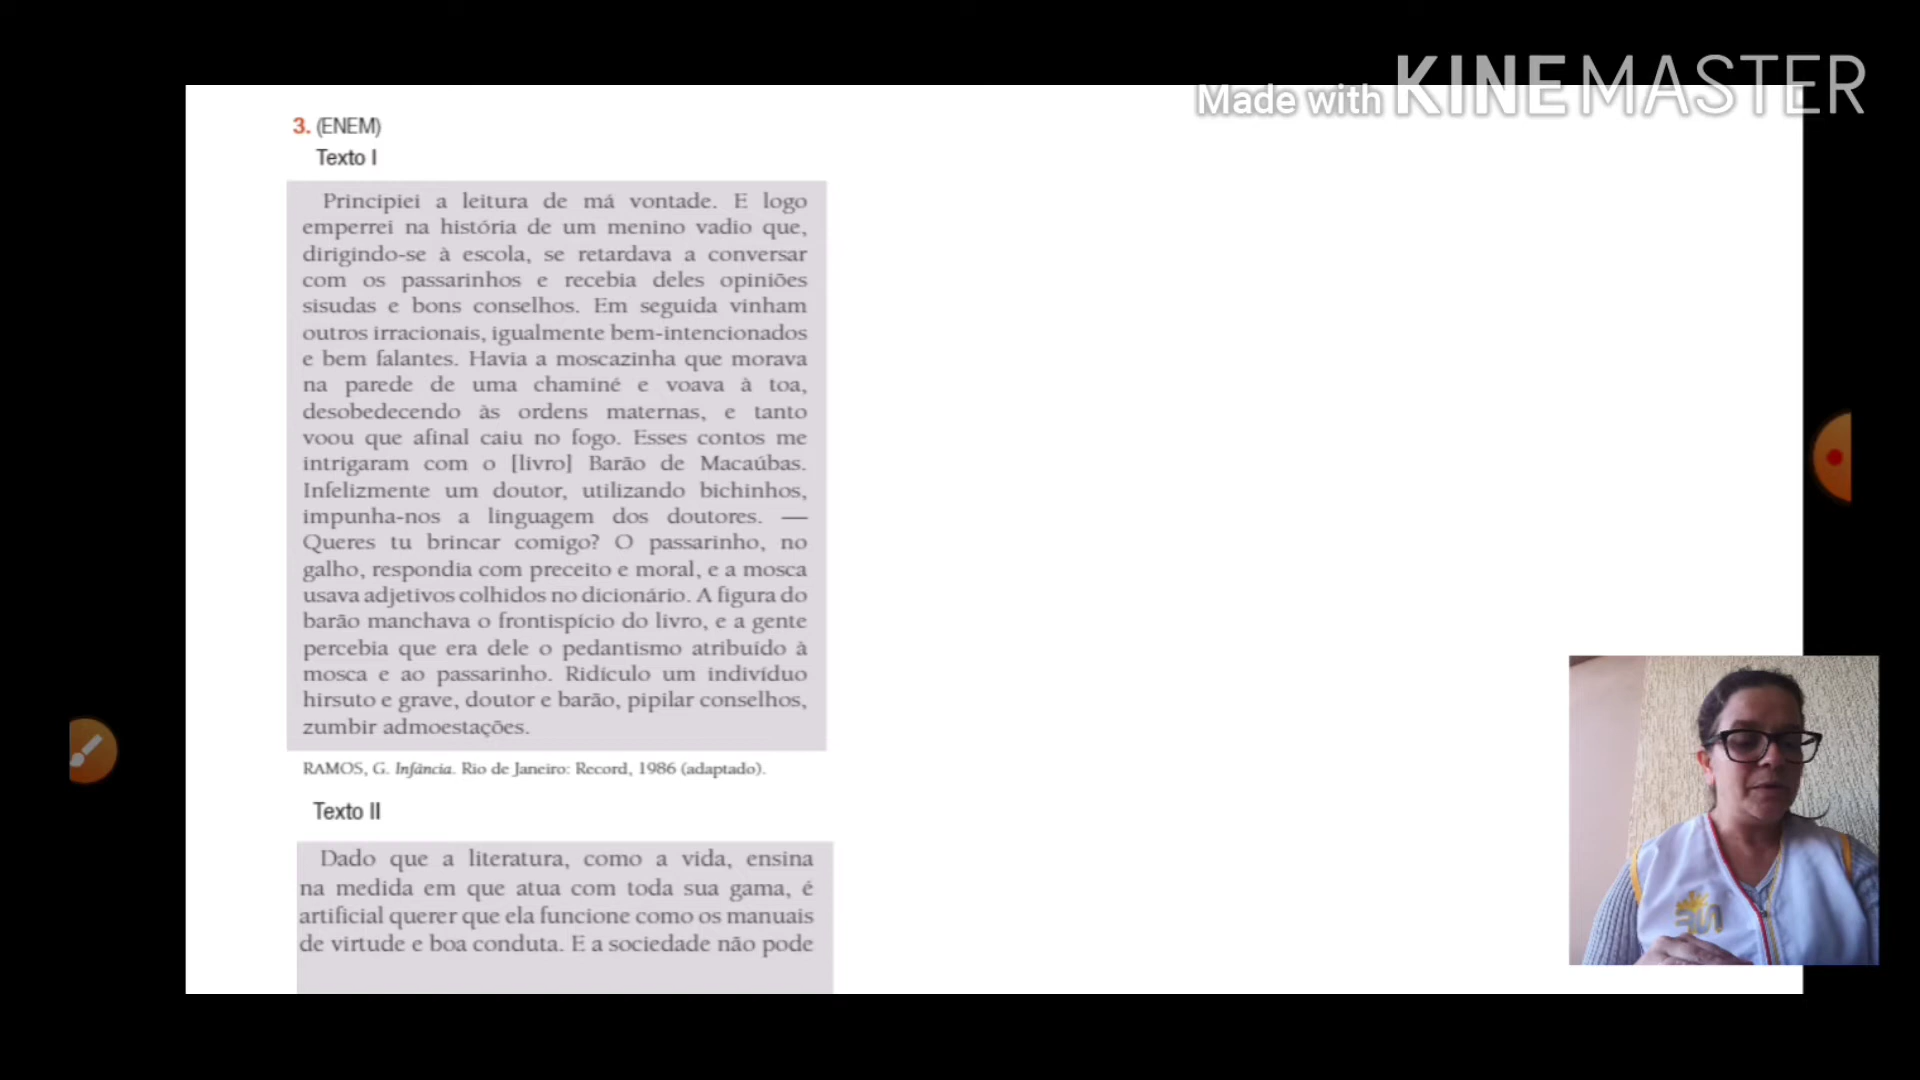 Made with KINEMASTER
3. (ENEM)
Texto I
Principiei a leitura de má vontade. E logo
emperrei na história de um menino vadio que,
dirigindo-se à escola, se retardava a conversar
com os passarinhos e recebia deles opiniões
sisudas e bons conselhos. Em seguida vinham
outros irracionais, igualmente bem-intencionados
e bem falantes. Havia a moscazinha que morava
na parede de uma chaminé e voava à toa,
desobedecendo às ordens maternas, e tanto
voou que afinal caiu no fogo. Esses contos me
intrigaram com o [livro] Barão de Macaúbas.
Infelizmente um doutor, utilizando bichinhos,
impunha-nos a linguagem dos doutores. —
Queres tu brincar comigo? O passarinho, no
galho, respondia com preceito e moral, e a mosca
usava adjetivos colhidos no dicionário. A figura do
barão manchava o frontispício do livro, e a gente
percebia que era dele o pedantismo atribuído à
mosca e ao passarinho. Ridículo um indivíduo
hirsuto e grave, doutor e barão, pipilar conselhos,
zumbir admoestações.
RAMOS, G. Infância. Rio de Janeiro: Record, 1986 (adaptado).
Texto II
Dado que a literatura, como a vida, ensina
na medida em que atua com toda sua gama, é
artificial querer que ela funcione como os manuais
de virtude e boa conduta. E a sociedade não pode